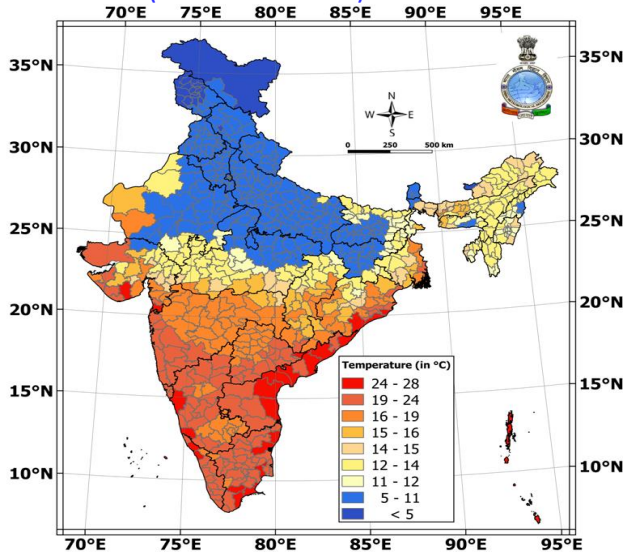 70°E 75°E 80°E 85°E 90°E 95°E
35°N 35°N
N
W E
S
0 250 500 km
30°N 30°N
25°N 25°N
20°N 20°N
Temperature (in °C)
24 - 28
19 - 24
16 - 19
15 - 16
14 - 15
12 - 14
11 - 12
5 - 11
< 5
15°N 15°N
10°N 10°N
70°E 75°E 80°E 85°E 90°E 95°E